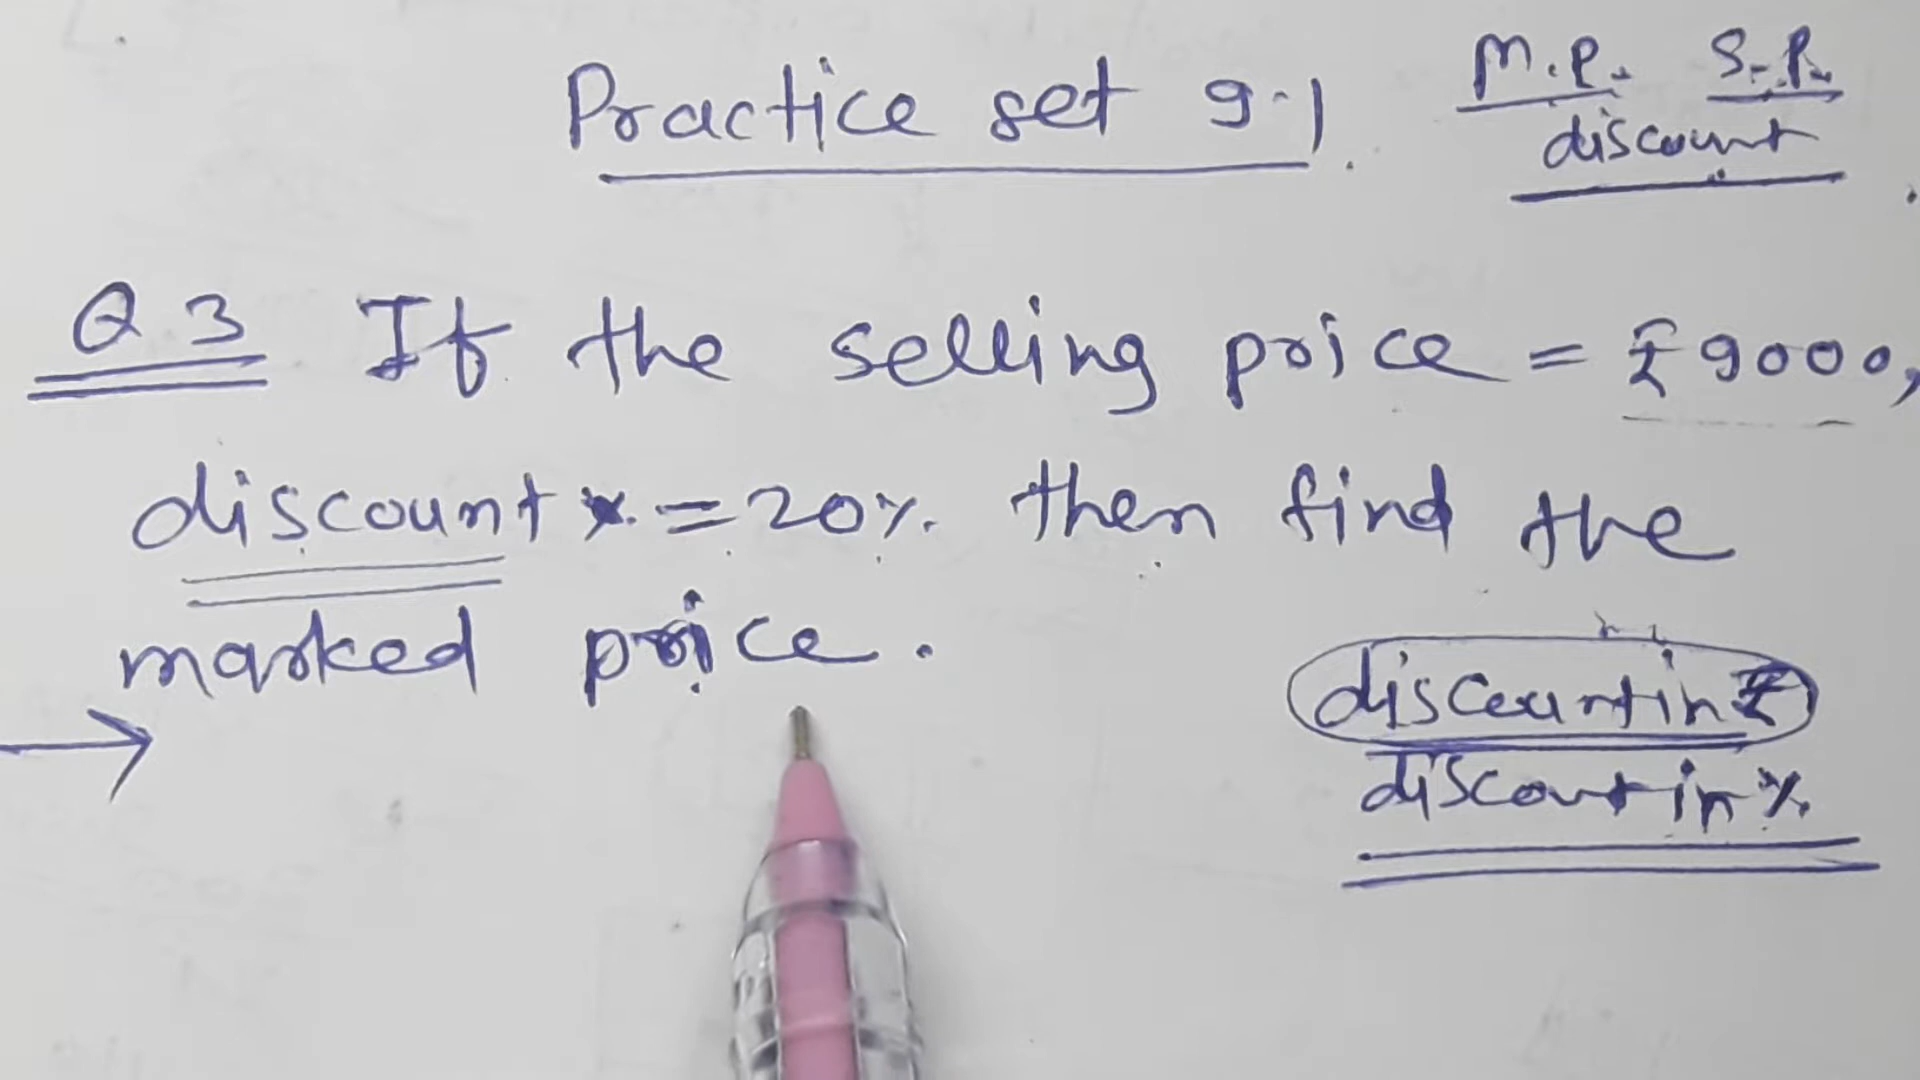 Practice set 9.1
M.P. S.P.
discount
Q 3 If the selling price = ₹9000,
discount = 20% then find the
marked price.
discount in ₹
discount in %